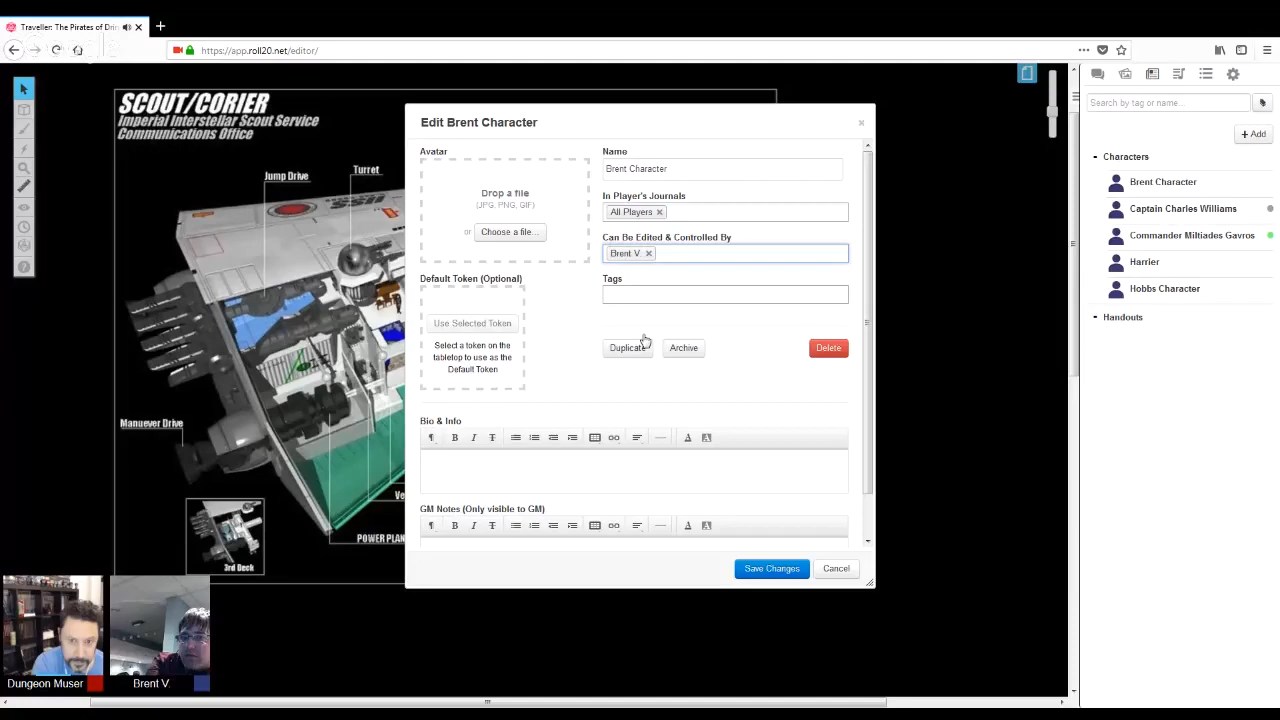 Traveller: The Pirates of Drin
https://app.roll20.net/editor/
SCOUT/CORIER
Imperial Interstellar Scout Service
Communications Office
Jump Drive
Turret
Manuever Drive
POWER PLAN
Ve
3rd Deck
Edit Brent Character
×
Avatar
Drop a file
(JPG, PNG, GIF)
or Choose a file...
Default Token (Optional)
Use Selected Token
Select a token on the
tabletop to use as the
Default Token
Name
Brent Character
In Player's Journals
All Players ×
Can Be Edited & Controlled By
Brent V. ×
Tags
Duplicate
Archive
Delete
Bio & Info
GM Notes (Only visible to GM)
Save Changes
Cancel
Search by tag or name...
+ Add
Characters
Brent Character
Captain Charles Williams
Commander Miltiades Gavros
Harrier
Hobbs Character
Handouts
Dungeon Muser
Brent V.